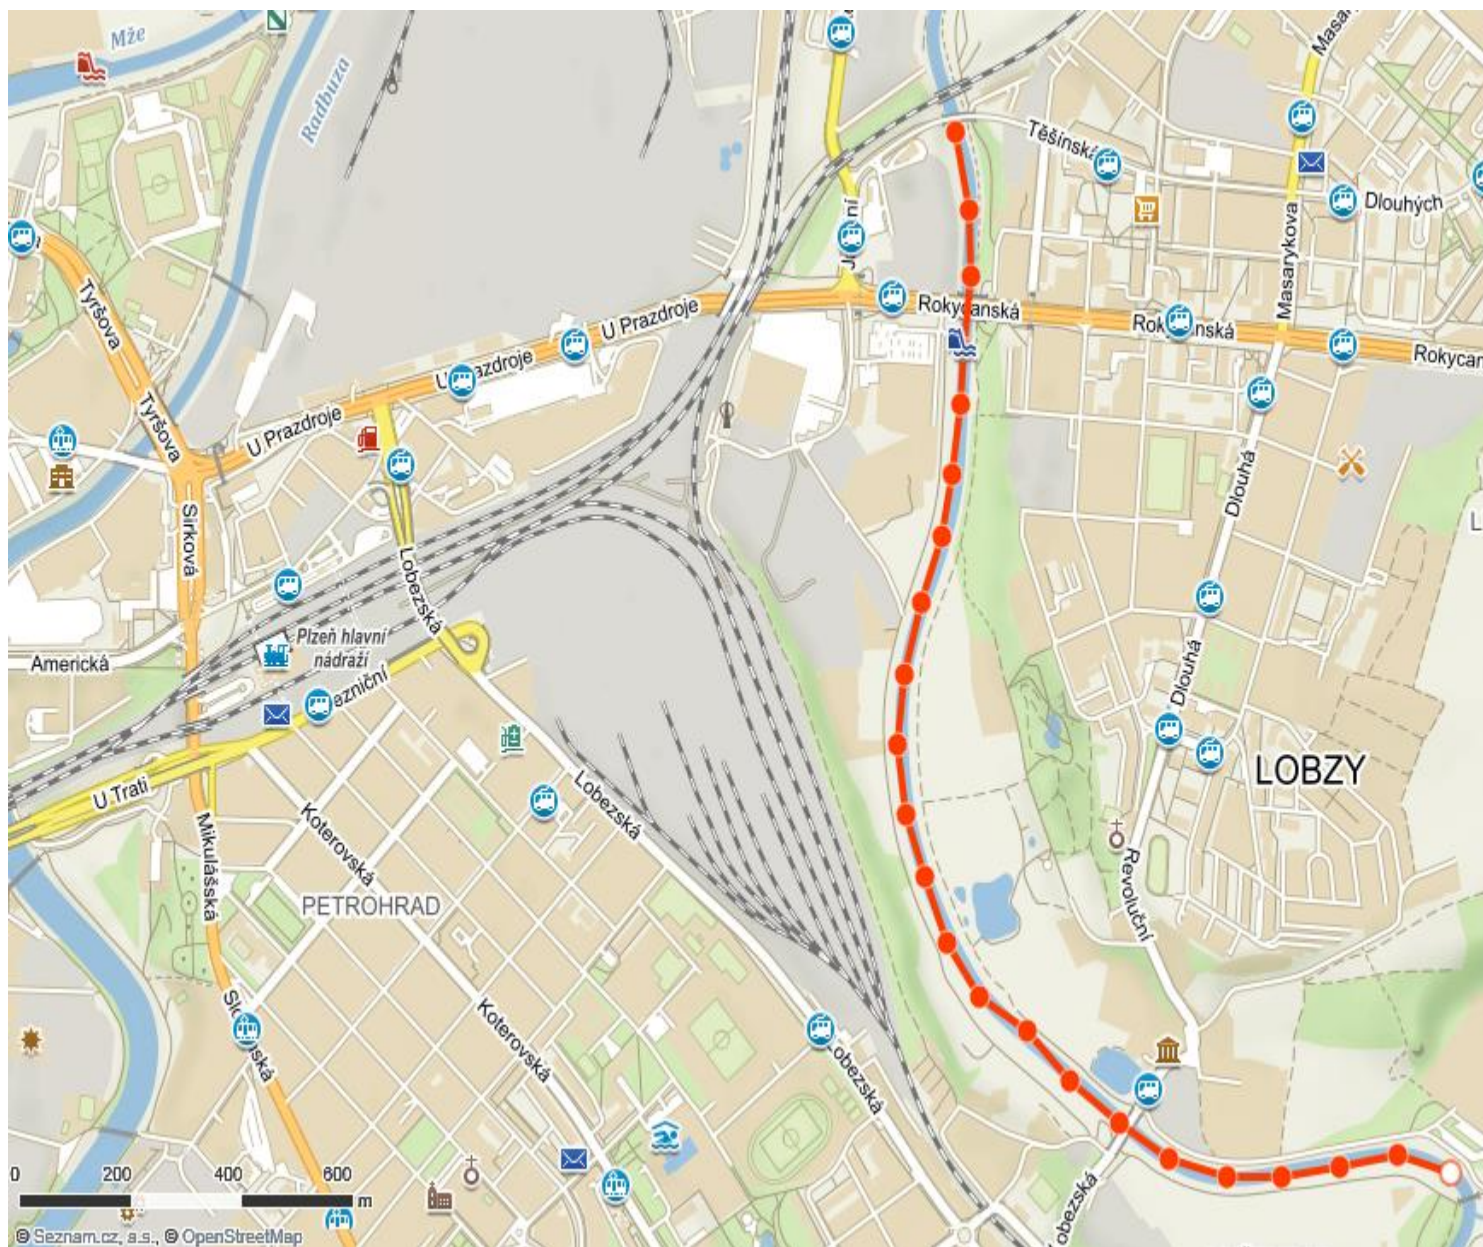 Mže
Radbuza
Masar
Těšínská
Dlouhých
Tyršova
Masarykova
U Prazdroje
Rokycanská
Rokycanská
Rokycan
U Prazdroje
U Prazdroje
Tyršova
Dlouhá
Sirková
Lobezská
Plzeň hlavní
nádraží
Americká
Dlouhá
U Trati
LOBZY
Lobezská
Koterovská
Mikulášská
PETROHRAD
Revoluční
Koterovská
Lobezská
Lobezská
0 200 400 600
m
© Seznam.cz, a.s., © OpenStreetMap